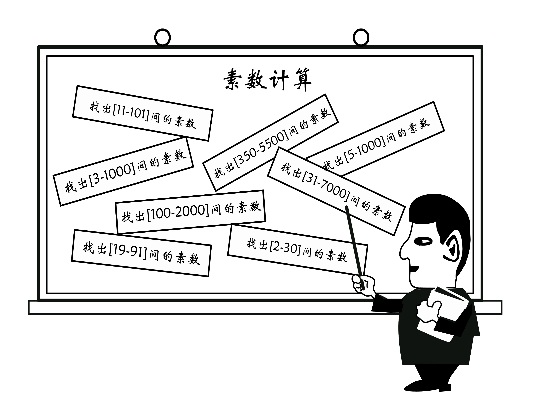 素数计算
找出[11-101]间的素数
找出[350-5500]间的素数
找出[5-1000]间的素数
找出[3-1000]间的素数
找出[31-7000]间的素数
找出[100-2000]间的素数
找出[19-91]间的素数
找出[2-30]间的素数